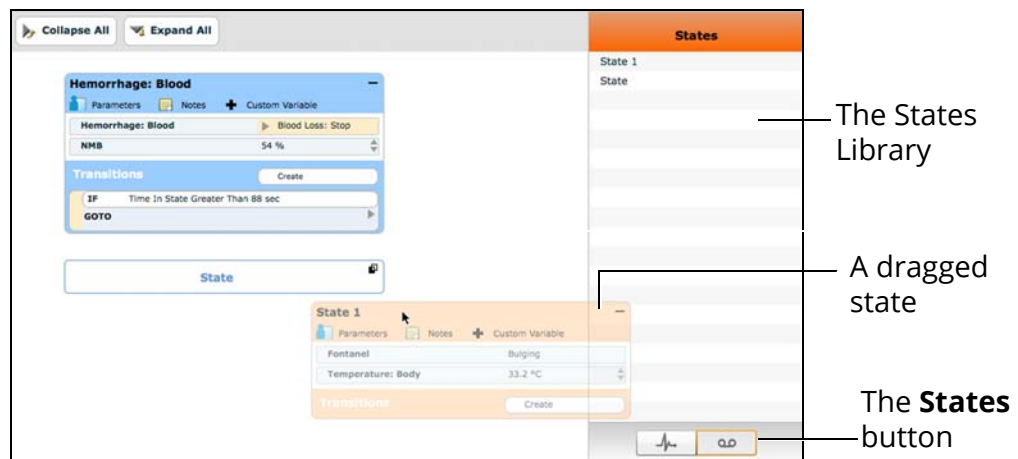 Collapse All
Expand All
States
State 1
State
Hemorrhage: Blood
Parameters Notes Custom Variable
Hemorrhage: Blood Blood Loss: Stop
NMB 54 %
Transitions Create
IF Time In State Greater Than 88 sec
GOTO
State
State 1
Parameters Notes Custom Variable
Fontanel Bulging
Temperature: Body 33.2 °C
Transitions Create
The States
Library
A dragged
state
The States
button